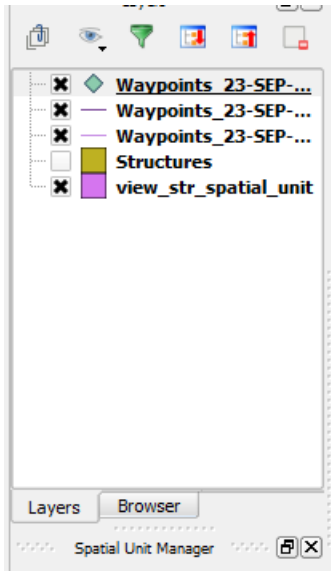 Waypoints_23-SEP-...
Waypoints_23-SEP-...
Waypoints_23-SEP-...
Structures
view_str_spatial_unit
Layers Browser
Spatial Unit Manager